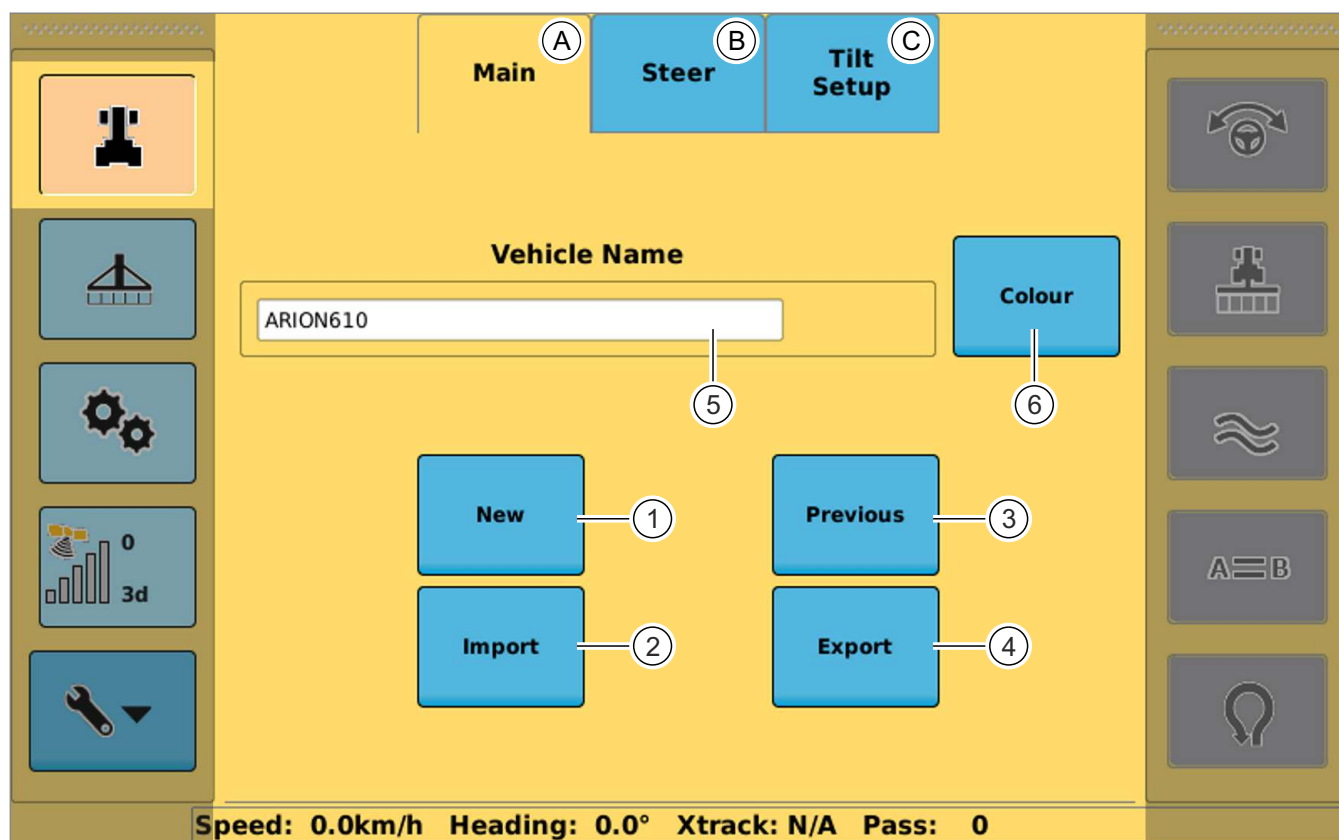 A
B
C
Main
Steer
Tilt
Setup
Vehicle Name
ARION610
Colour
5
6
New
1
Previous
3
0
3d
A B
Import
2
Export
4
Speed: 0.0km/h Heading: 0.0° Xtrack: N/A Pass: 0